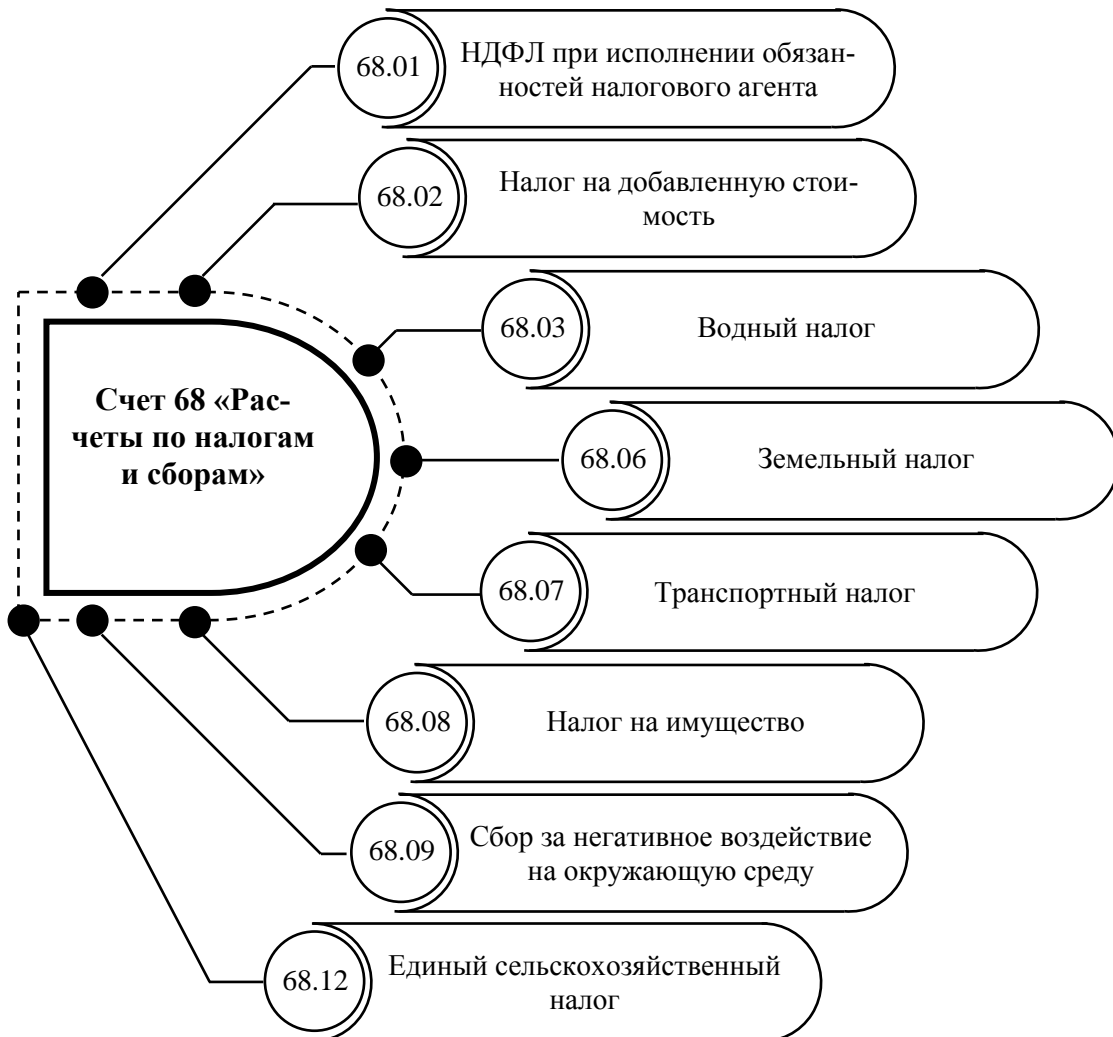 68.01
НДФЛ при исполнении обязан-
ностей налогового агента
68.02
Налог на добавленную стои-
мость
68.03
Водный налог
Счет 68 «Рас-
четы по налогам
и сборам»
68.06
Земельный налог
68.07
Транспортный налог
68.08
Налог на имущество
68.09
Сбор за негативное воздействие
на окружающую среду
68.12
Единый сельскохозяйственный
налог